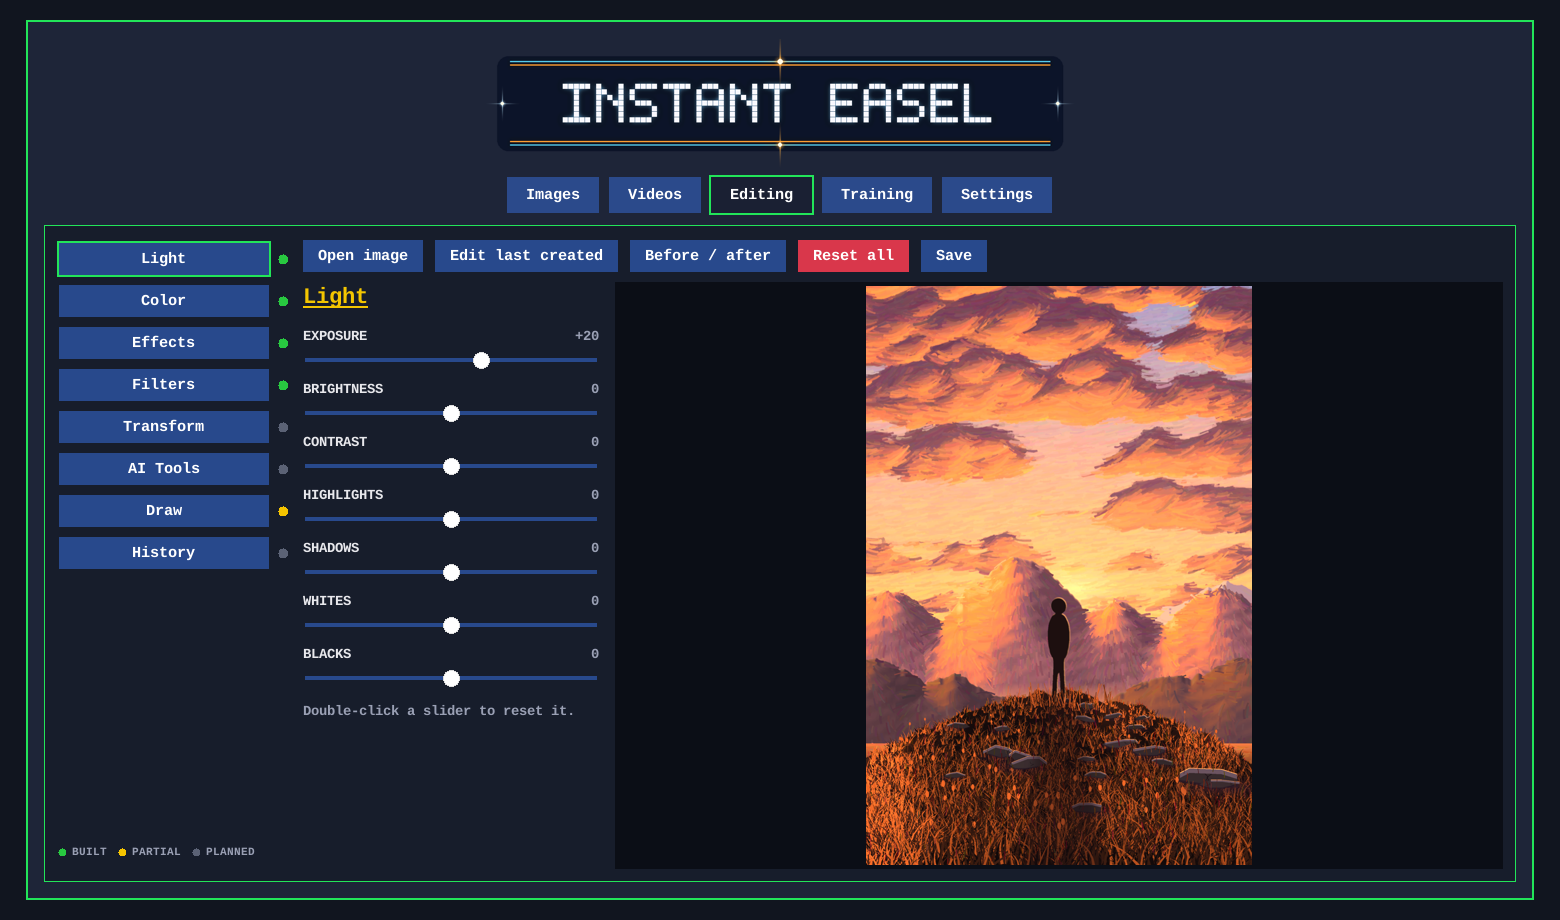 INSTANT EASEL
Images Videos Editing Training Settings
Light
Color
Effects
Filters
Transform
AI Tools
Draw
History
BUILT PARTIAL PLANNED
Open image Edit last created Before / after Reset all Save
Light
EXPOSURE +20
BRIGHTNESS 0
CONTRAST 0
HIGHLIGHTS 0
SHADOWS 0
WHITES 0
BLACKS 0
Double-click a slider to reset it.